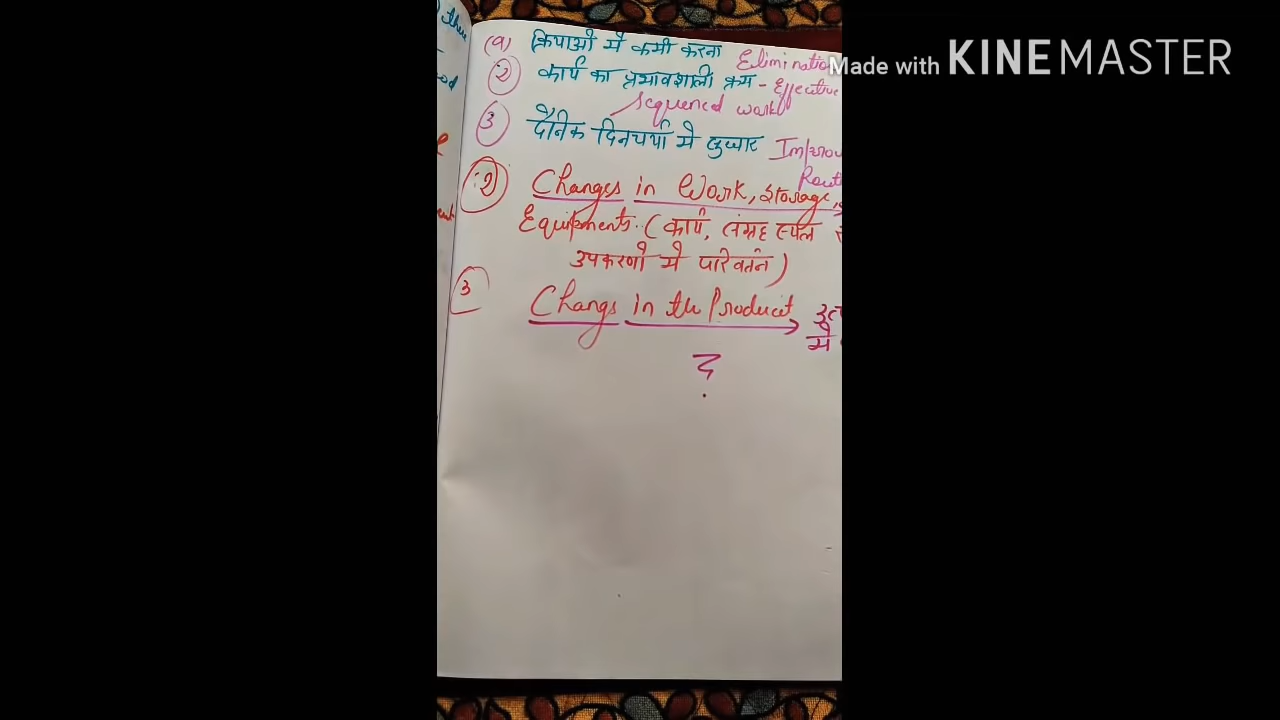 (a) क्रियाओं में कमी करना Elimination
② कार्य का प्रभावशाली क्रम - Effective
Sequenced work
3 दैनिक दिनचर्या में सुधार Improv
Rout
2) Changes in Work, Storage,
Equipments. (कार्य, संग्रह स्थल
उपकरणों में परिवर्तन)
3 Changs in the Product
में
?
Made with KINEMASTER